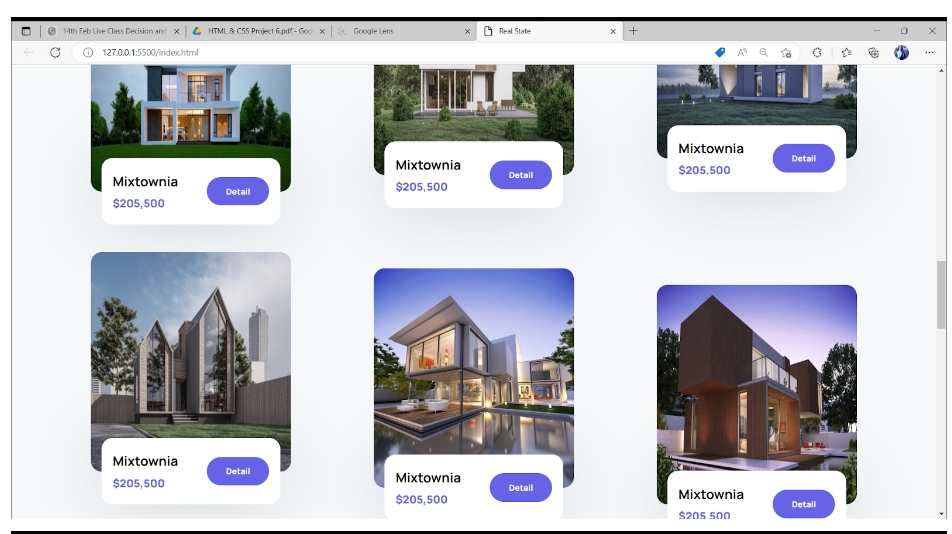 14th Feb Live Class Decision and
HTML & CSS Project 6.pdf - Goo
Google Lens
Real State
127.0.0.1:5500/index.html
Mixtownia
$205,500
Detail
Mixtownia
$205,500
Detail
Mixtownia
$205,500
Detail
Mixtownia
$205,500
Detail
Mixtownia
$205,500
Detail
Mixtownia
$205,500
Detail